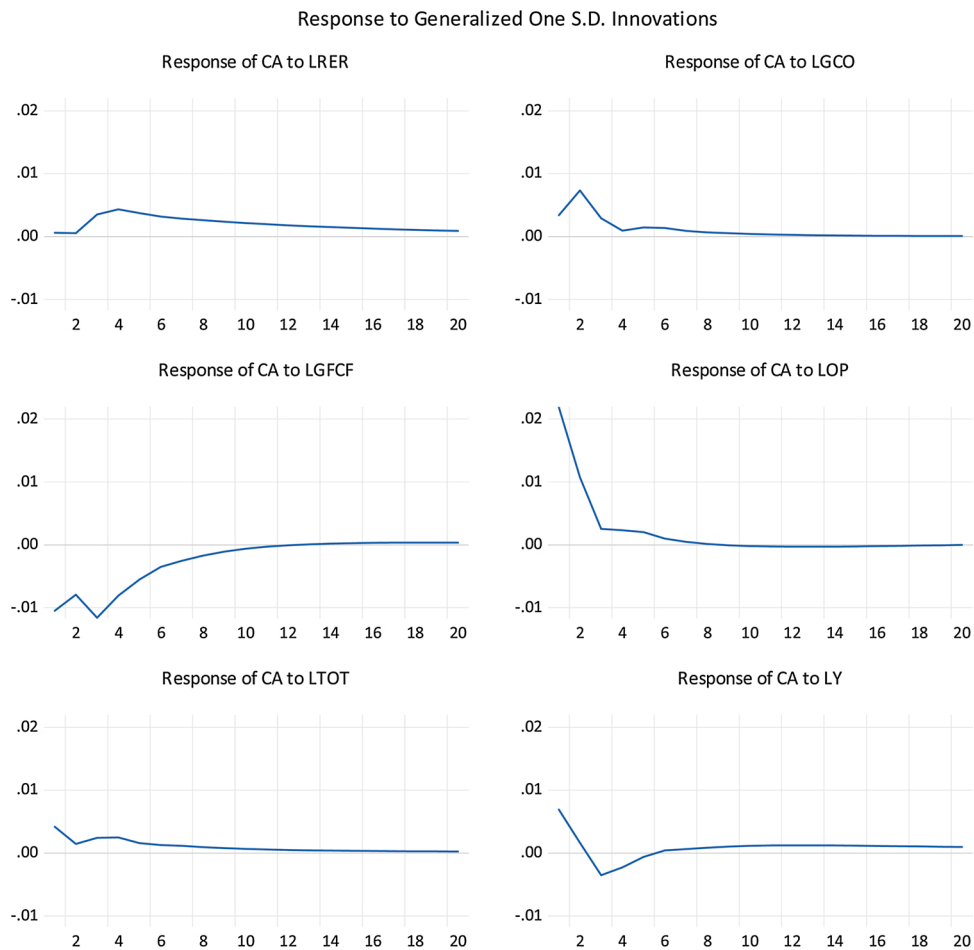 Response to Generalized One S.D. Innovations
Response of CA to LRER
.02
.01
.00
-.01
2 4 6 8 10 12 14 16 18 20
Response of CA to LGCO
.02
.01
.00
-.01
2 4 6 8 10 12 14 16 18 20
Response of CA to LGFCF
.02
.01
.00
-.01
2 4 6 8 10 12 14 16 18 20
Response of CA to LOP
.02
.01
.00
-.01
2 4 6 8 10 12 14 16 18 20
Response of CA to LTOT
.02
.01
.00
-.01
2 4 6 8 10 12 14 16 18 20
Response of CA to LY
.02
.01
.00
-.01
2 4 6 8 10 12 14 16 18 20